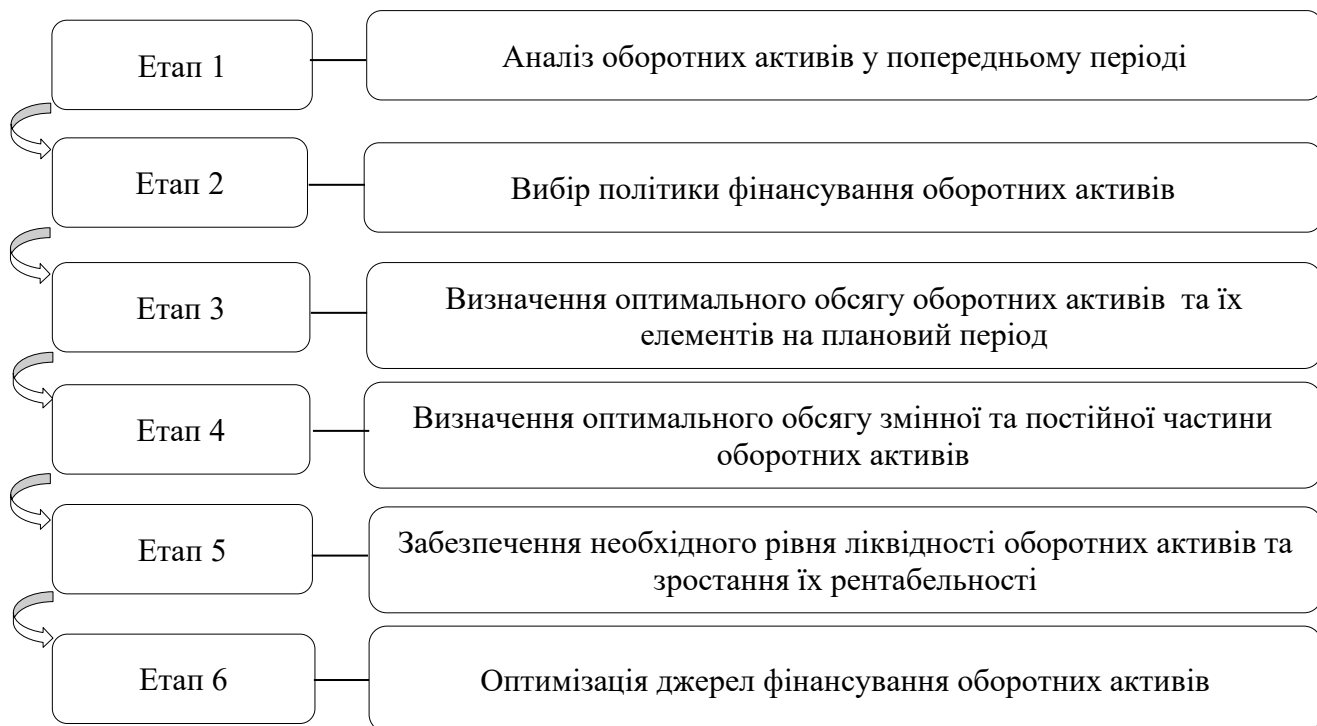 Етап 1
Аналіз оборотних активів у попередньому періоді
Етап 2
Вибір політики фінансування оборотних активів
Етап 3
Визначення оптимального обсягу оборотних активів та їх
елементів на плановий період
Етап 4
Визначення оптимального обсягу змінної та постійної частини
оборотних активів
Етап 5
Забезпечення необхідного рівня ліквідності оборотних активів та
зростання їх рентабельності
Етап 6
Оптимізація джерел фінансування оборотних активів